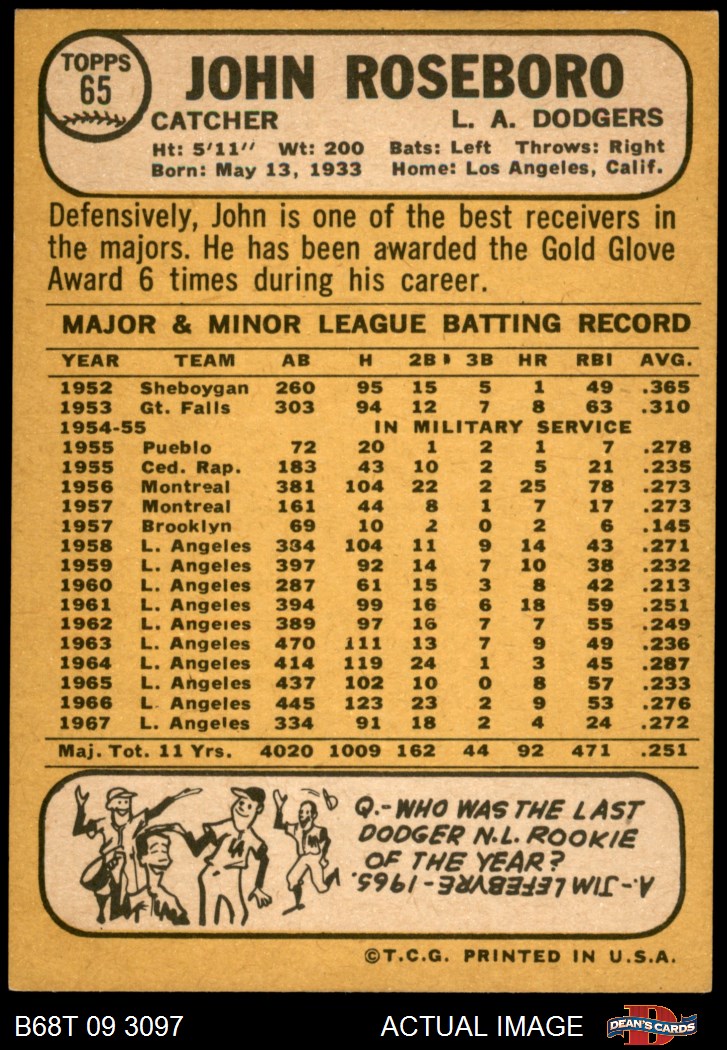 TOPPS
65
JOHN ROSEBORO
CATCHER L. A. DODGERS
Ht: 5'11" Wt: 200 Bats: Left Throws: Right
Born: May 13, 1933 Home: Los Angeles, Calif.
Defensively, John is one of the best receivers in
the majors. He has been awarded the Gold Glove
Award 6 times during his career.
MAJOR & MINOR LEAGUE BATTING RECORD
YEAR TEAM AB H 2B 3B HR RBI AVG.
1952 Sheboygan 260 95 15 5 1 49 .365
1953 Gt. Falls 303 94 12 7 8 63 .310
1954-55 IN MILITARY SERVICE
1955 Pueblo 72 20 1 2 1 7 .278
1955 Ced. Rap. 183 43 10 2 5 21 .235
1956 Montreal 381 104 22 2 25 78 .273
1957 Montreal 161 44 8 1 7 17 .273
1957 Brooklyn 69 10 2 0 2 6 .145
1958 L. Angeles 384 104 11 9 14 43 .271
1959 L. Angeles 397 92 14 7 10 38 .232
1960 L. Angeles 287 61 15 3 8 42 .213
1961 L. Angeles 394 99 16 6 18 59 .251
1962 L. Angeles 389 97 16 7 7 55 .249
1963 L. Angeles 470 111 13 7 9 49 .236
1964 L. Angeles 414 119 24 1 3 45 .287
1965 L. Angeles 437 102 10 0 8 57 .233
1966 L. Angeles 445 123 23 2 9 53 .276
1967 L. Angeles 334 91 18 2 4 24 .272
Maj. Tot. 11 Yrs. 4020 1009 162 44 92 471 .251
Q.-WHO WAS THE LAST
DODGER N.L. ROOKIE
OF THE YEAR?
A.-JIM LEFEBVRE-1965.
©T.C.G. PRINTED IN U.S.A.
B68T 09 3097 ACTUAL IMAGE DEAN'S CARDS